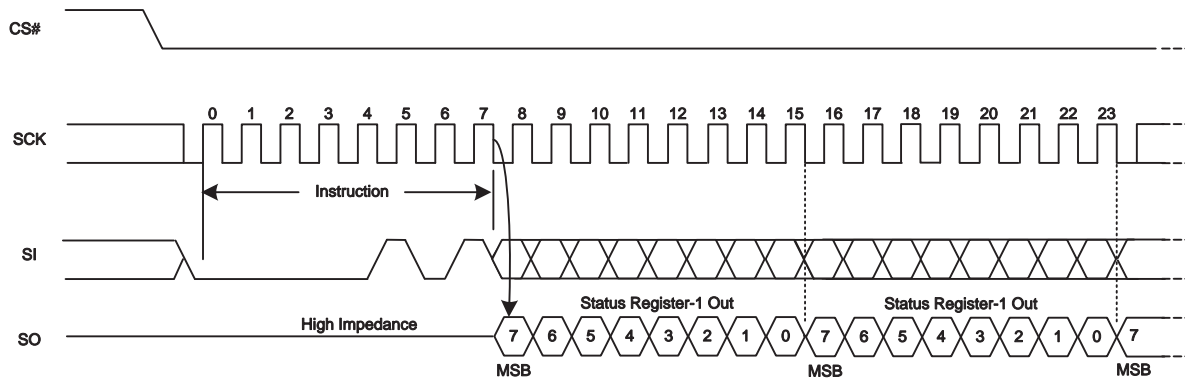 CS#
0 1 2 3 4 5 6 7 8 9 10 11 12 13 14 15 16 17 18 19 20 21 22 23
SCK
Instruction
SI
Status Register-1 Out Status Register-1 Out
High Impedance
SO 7 6 5 4 3 2 1 0 7 6 5 4 3 2 1 0 7
MSB MSB MSB